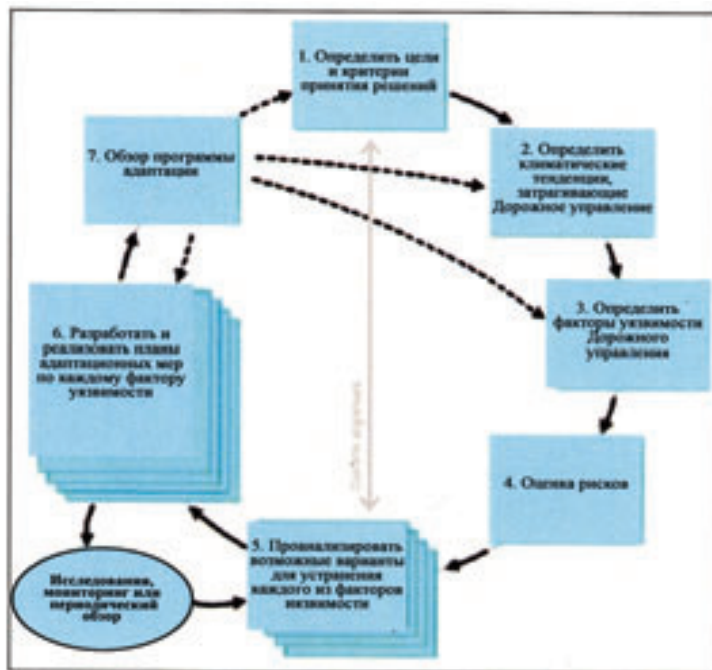 1. Определить цели
и критерии
принятия решений
2. Определить
климатические
тенденции,
затрагивающие
Дорожное управление
3. Определить
факторы уязвимости
Дорожного
управления
4. Оценка рисков
5. Проанализировать
возможные варианты
для устранения
каждого из факторов
уязвимости
6. Разработать и
реализовать планы
адаптационных мер
по каждому фактору
уязвимости
7. Обзор программы
адаптации
Исследования,
мониторинг или
периодический
обзор